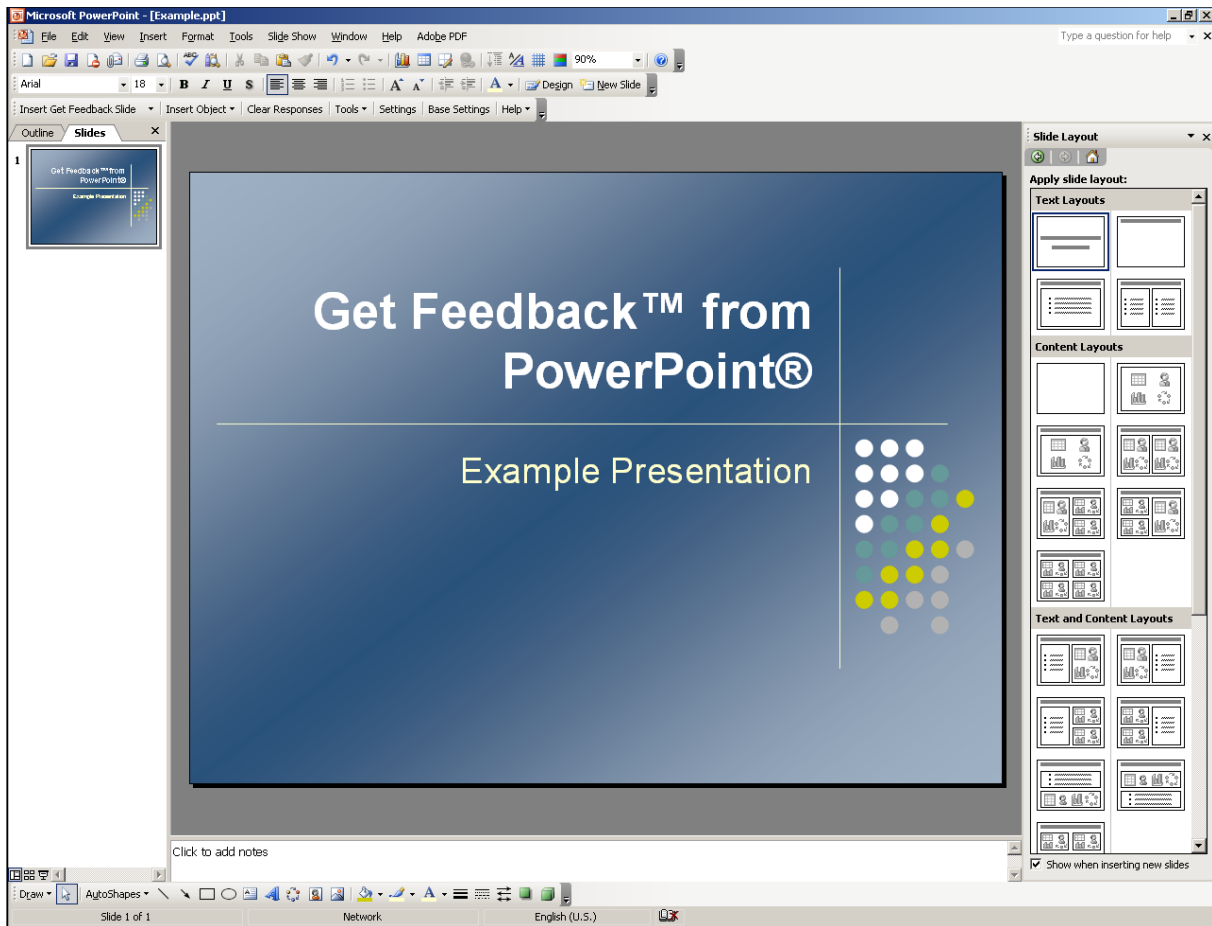 Microsoft PowerPoint - [Example.ppt]
File Edit View Insert Format Tools Slide Show Window Help Adobe PDF
Type a question for help
90%
Arial 18 B I U S A A A Design New Slide
Insert Get Feedback Slide Insert Object Clear Responses Tools Settings Base Settings Help
Outline Slides
1
Get Feedback™ from
PowerPoint®
Example Presentation
Get Feedback™ from
PowerPoint®
Example Presentation
Slide Layout
Apply slide layout:
Text Layouts
Content Layouts
Text and Content Layouts
Show when inserting new slides
Click to add notes
Draw AutoShapes A
Slide 1 of 1 Network English (U.S.)